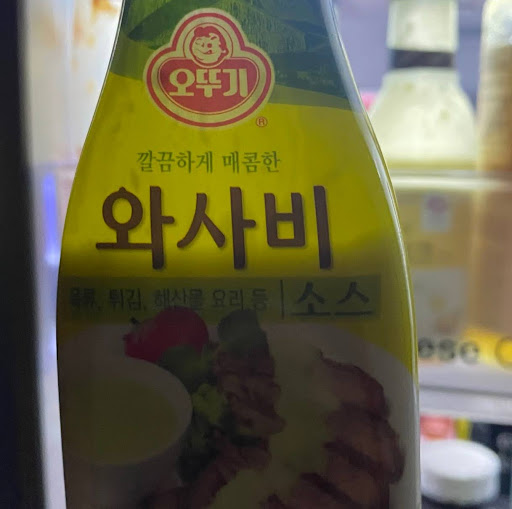 오뚜기
®
깔끔하게 매콤한
와사비
육류, 튀김, 해산물 요리 등
소스
ese